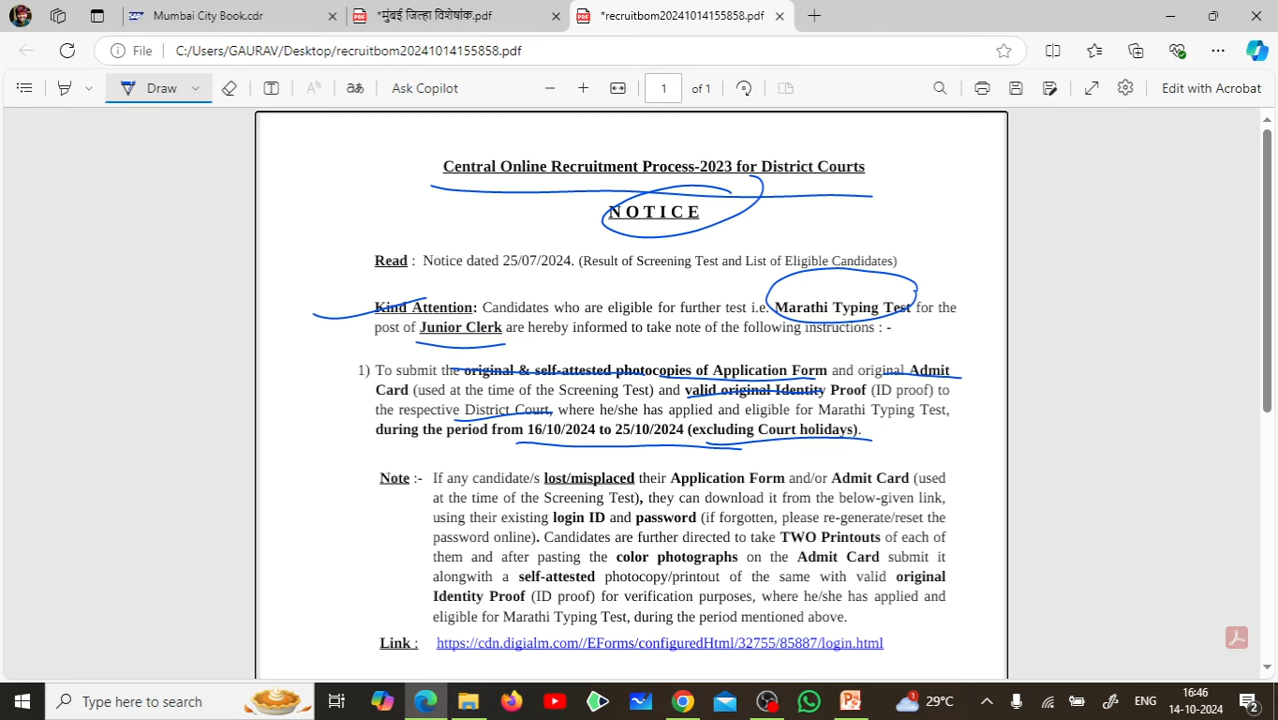 Mumbai City Book.cdr
*मुंबई जिल्हा विशेषांक.pdf
*recruitbom20241014155858.pdf
File C:/Users/GAURAV/Desktop/recruitbom20241014155858.pdf
Draw
Ask Copilot
1 of 1
Edit with Acrobat
Central Online Recruitment Process-2023 for District Courts
N O T I C E
Read : Notice dated 25/07/2024. (Result of Screening Test and List of Eligible Candidates)
Kind Attention: Candidates who are eligible for further test i.e. Marathi Typing Test for the
post of Junior Clerk are hereby informed to take note of the following instructions : -
1) To submit the original & self-attested photocopies of Application Form and original Admit
Card (used at the time of the Screening Test) and valid original Identity Proof (ID proof) to
the respective District Court, where he/she has applied and eligible for Marathi Typing Test,
during the period from 16/10/2024 to 25/10/2024 (excluding Court holidays).
Note :- If any candidate/s lost/misplaced their Application Form and/or Admit Card (used
at the time of the Screening Test), they can download it from the below-given link,
using their existing login ID and password (if forgotten, please re-generate/reset the
password online). Candidates are further directed to take TWO Printouts of each of
them and after pasting the color photographs on the Admit Card submit it
alongwith a self-attested photocopy/printout of the same with valid original
Identity Proof (ID proof) for verification purposes, where he/she has applied and
eligible for Marathi Typing Test, during the period mentioned above.
Link : https://cdn.digialm.com//EForms/configuredHtml/32755/85887/login.html
Type here to search
29°C
ENG
16:46
14-10-2024
2